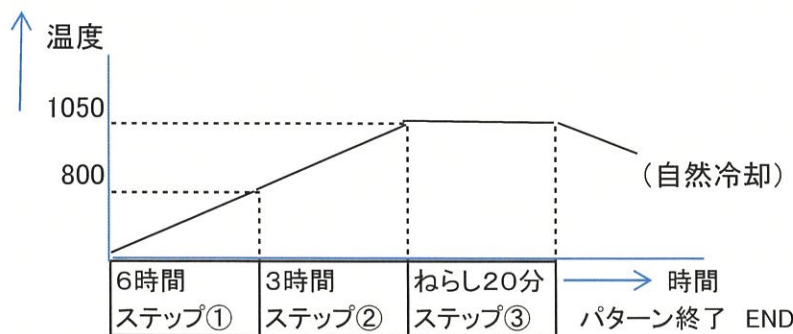 温度
1050
800
(自然冷却)
6時間
ステップ①
3時間
ステップ②
ねらし20分
ステップ③
時間
パターン終了 END